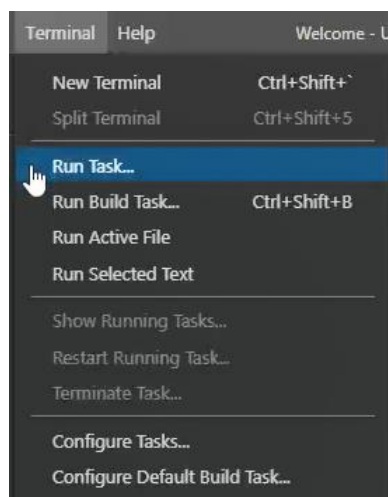 Terminal Help Welcome - U
New Terminal Ctrl+Shift+`
Split Terminal Ctrl+Shift+5
Run Task...
Run Build Task... Ctrl+Shift+B
Run Active File
Run Selected Text
Show Running Tasks...
Restart Running Task...
Terminate Task...
Configure Tasks...
Configure Default Build Task...